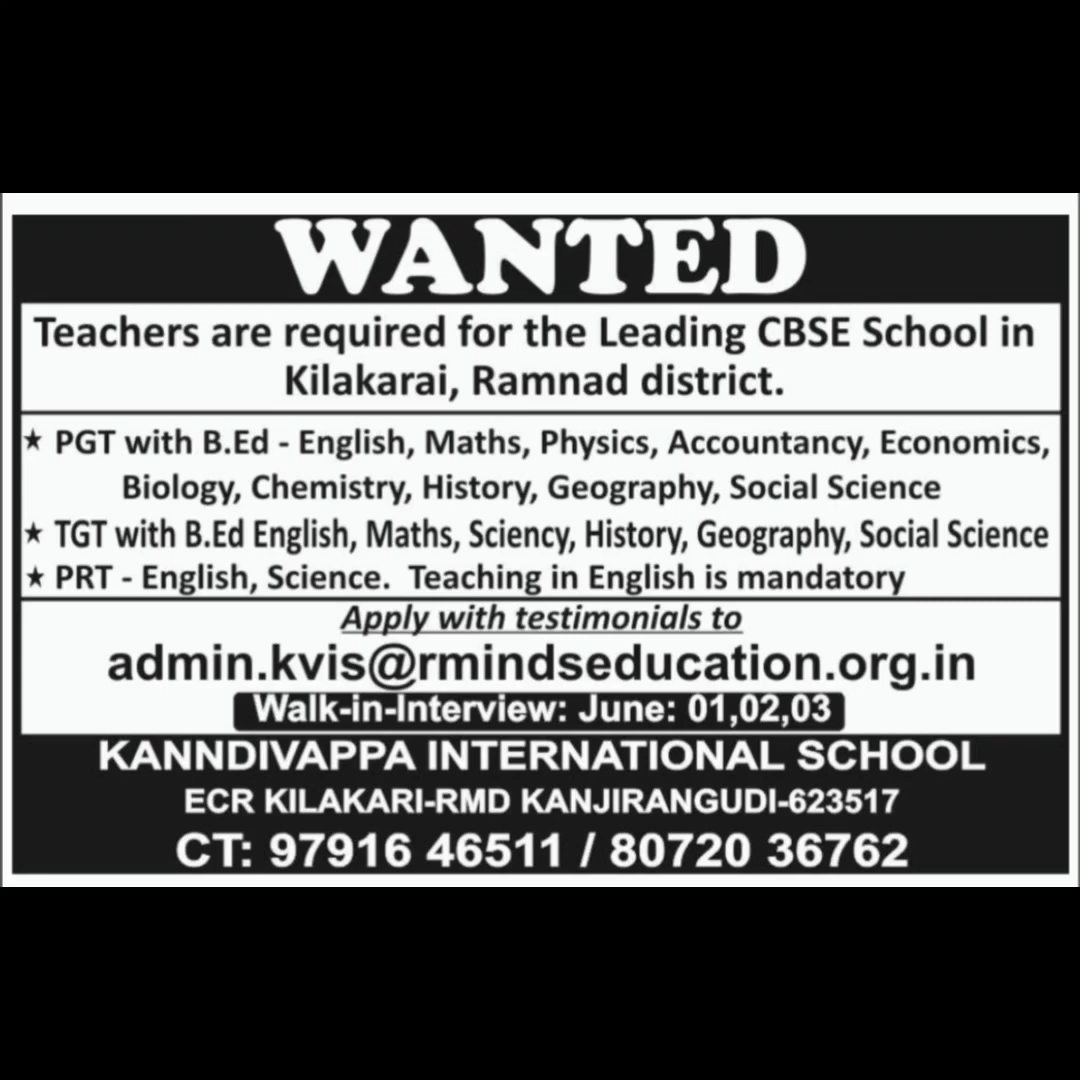 WANTED
Teachers are required for the Leading CBSE School in
Kilakarai, Ramnad district.
★ PGT with B.Ed - English, Maths, Physics, Accountancy, Economics,
Biology, Chemistry, History, Geography, Social Science
★ TGT with B.Ed English, Maths, Sciency, History, Geography, Social Science
★ PRT - English, Science. Teaching in English is mandatory
Apply with testimonials to
admin.kvis@rmindseducation.org.in
Walk-in-Interview: June: 01,02,03
KANNDIVAPPA INTERNATIONAL SCHOOL
ECR KILAKARI-RMD KANJIRANGUDI-623517
CT: 97916 46511 / 80720 36762